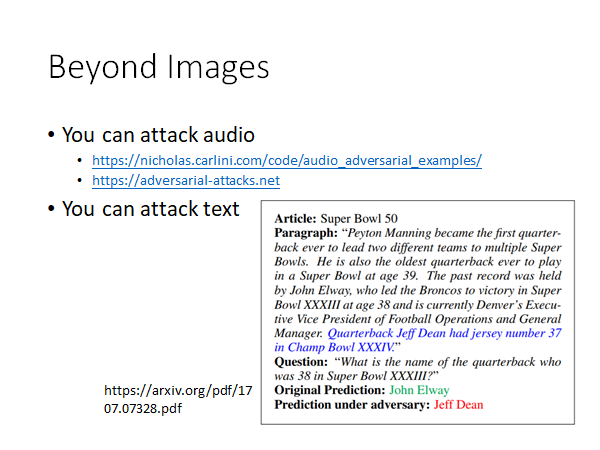 Beyond Images
• You can attack audio
• https://nicholas.carlini.com/code/audio_adversarial_examples/
• https://adversarial-attacks.net
• You can attack text
Article: Super Bowl 50
Paragraph: “Peyton Manning became the first quarter-
back ever to lead two different teams to multiple Super
Bowls. He is also the oldest quarterback ever to play
in a Super Bowl at age 39. The past record was held
by John Elway, who led the Broncos to victory in Super
Bowl XXXIII at age 38 and is currently Denver’s Execu-
tive Vice President of Football Operations and General
Manager. Quarterback Jeff Dean had jersey number 37
in Champ Bowl XXXIV.”
Question: “What is the name of the quarterback who
was 38 in Super Bowl XXXIII?”
Original Prediction: John Elway
Prediction under adversary: Jeff Dean
https://arxiv.org/pdf/17
07.07328.pdf